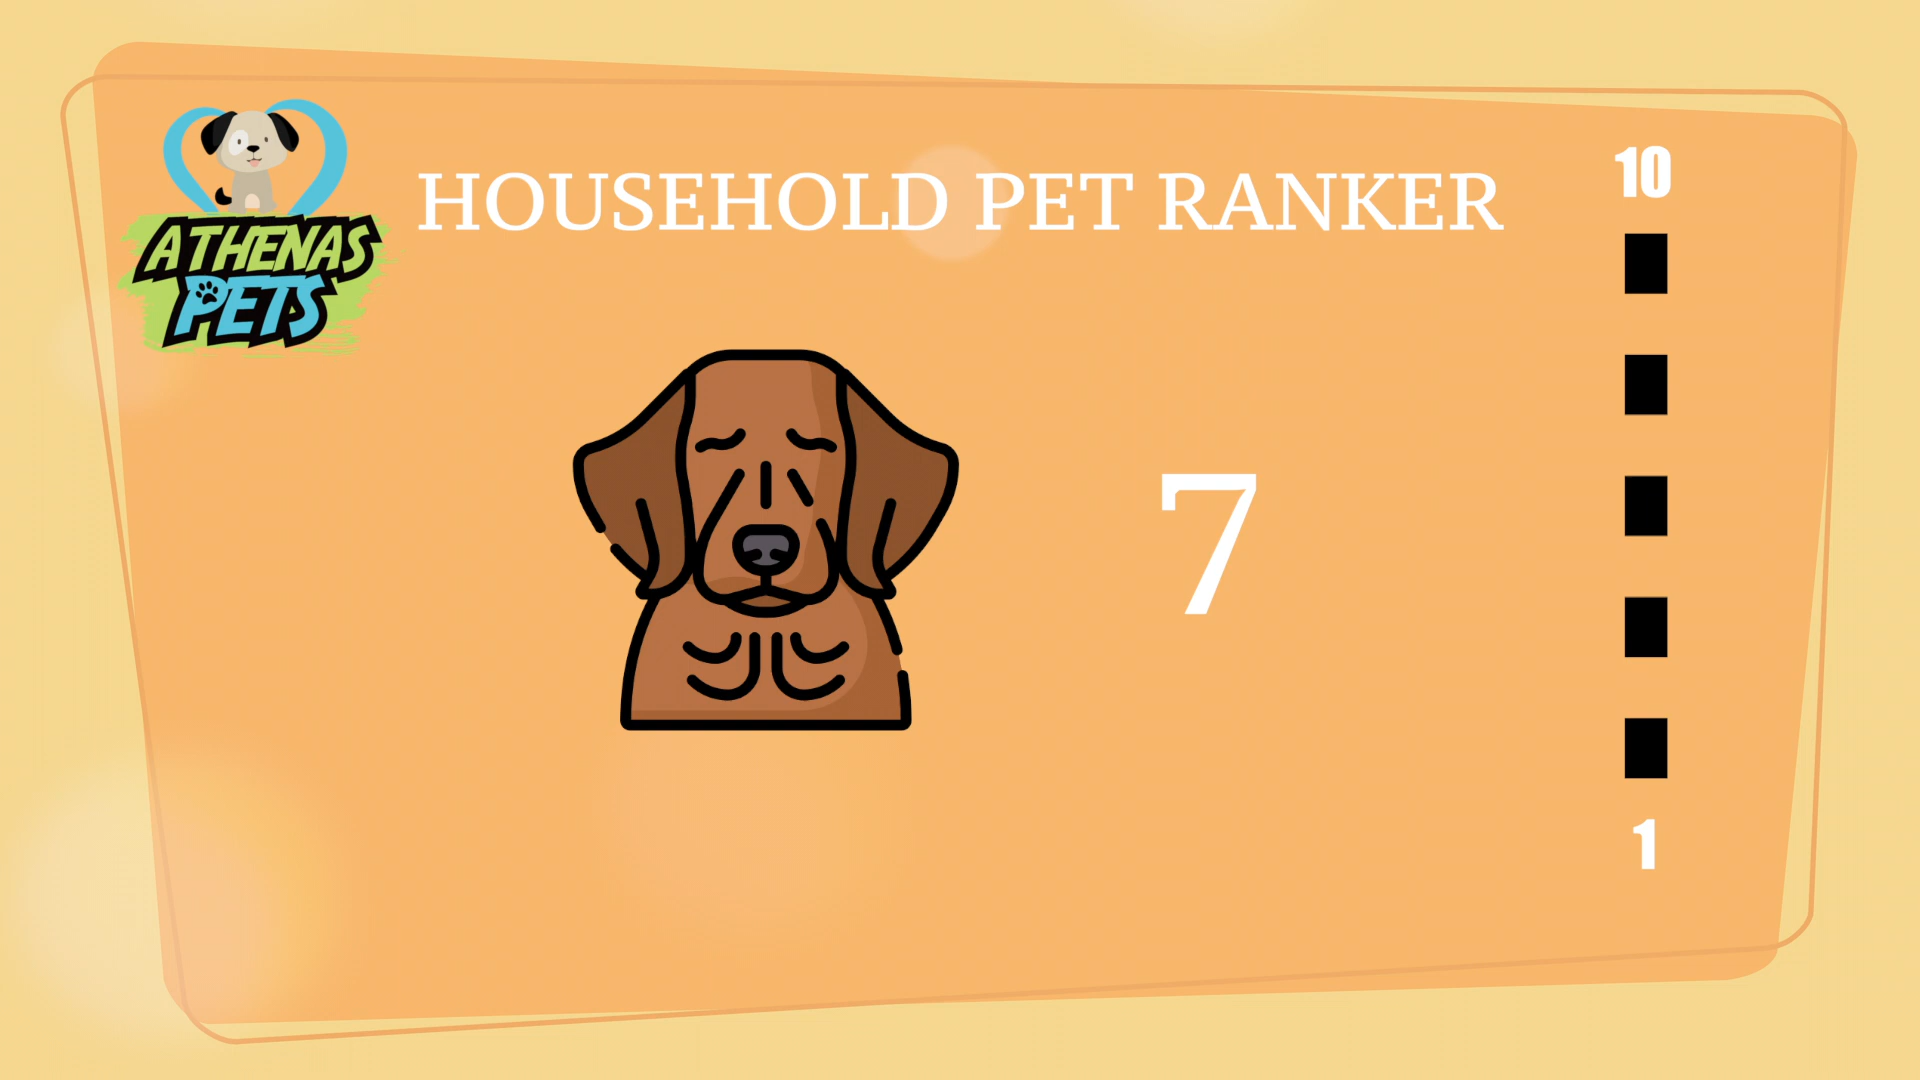 ATHENAS
PETS
HOUSEHOLD PET RANKER
10
7
1